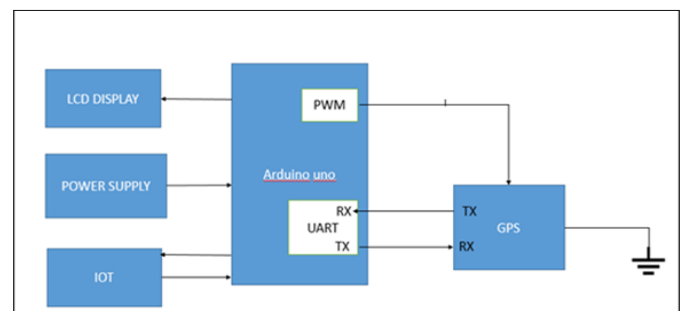 LCD DISPLAY
PWM
POWER SUPPLY
Arduino uno
RX
TX
UART
GPS
TX
RX
IOT